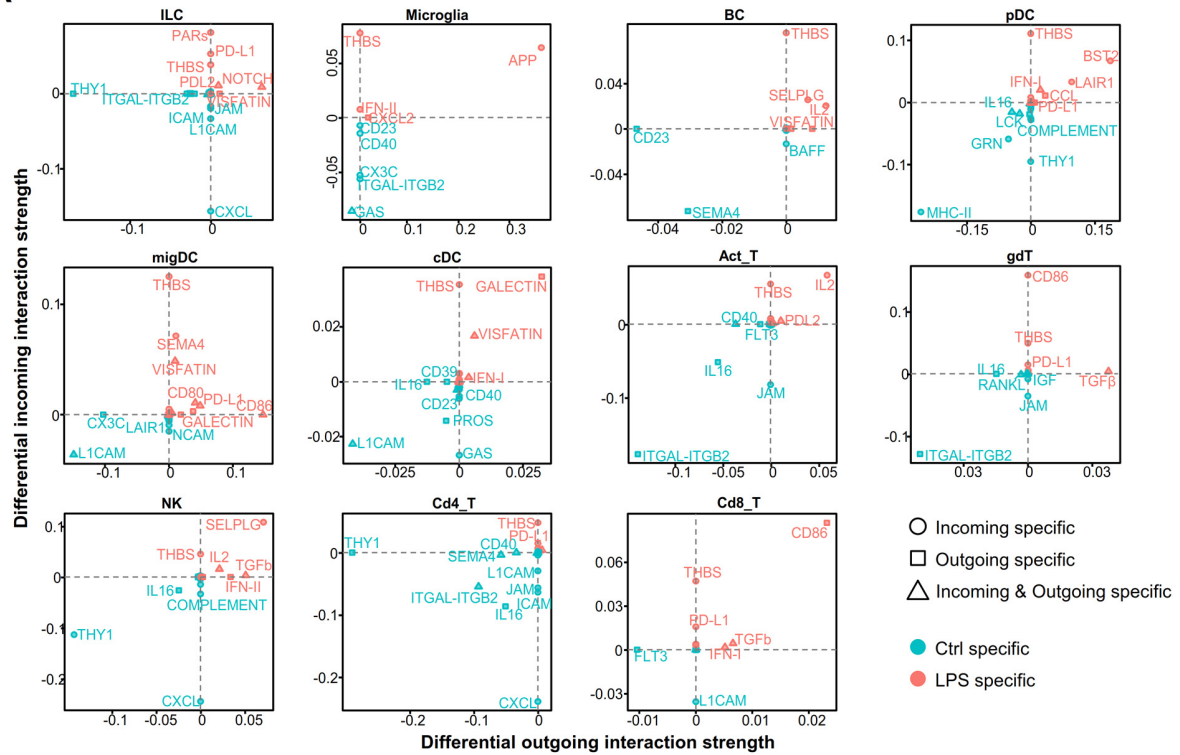 ILC
PARs
PD-L1
THBS
PDL2
NOTCH
THY1
ITGAL-ITGB2
VISFATIN
JAM
ICAM
L1CAM
CXCL
0
-0.1
-0.1
0
Microglia
THBS
APP
IFN-II
CXCL2
CD23
CD40
CX3C
ITGAL-ITGB2
GAS
0.05
-0.05
0
0.1
0.2
0.3
BC
THBS
SELPLG
IL2
VISFATIN
CD23
BAFF
SEMA4
0.04
0
-0.04
-0.04
-0.02
0
pDC
THBS
BST2
IFN-I
LAIR1
CCL
IL16
PD-L1
LCK
COMPLEMENT
GRN
THY1
MHC-II
0.1
0
-0.1
-0.15
0
0.15
migDC
THBS
SEMA4
VISFATIN
CD80
PD-L1
CD86
CX3C
LAIR1
GALECTIN
NCAM
L1CAM
0.1
0
-0.1
0
0.1
cDC
THBS
GALECTIN
VISFATIN
CD39
IFN-I
IL16
CD40
CD23
PROS
L1CAM
GAS
0.02
0
-0.02
-0.025
0
0.025
Act_T
THBS
IL2
CD40
PDL2
FLT3
IL16
JAM
ITGAL-ITGB2
0
-0.1
-0.1
-0.05
0
0.05
gdT
CD86
THBS
PD-L1
IL16
TGFβ
RANKL
IGF
JAM
ITGAL-ITGB2
0.1
0
-0.1
0.03
0
0.03
NK
SELPLG
THBS
IL2
TGFb
IFN-II
IL16
COMPLEMENT
THY1
CXCL
0.1
0
-0.1
-0.2
-0.1
-0.05
0
0.05
Cd4_T
THBS
PD-L1
THY1
CD40
SEMA4
L1CAM
ITGAL-ITGB2
JAM
ICAM
IL16
CXCL
0
-0.1
-0.2
-0.2
-0.1
0
Cd8_T
CD86
THBS
PD-L1
TGFb
IFN-I
FLT3
L1CAM
0.06
0.03
0
-0.03
-0.01
0
0.01
0.02
Incoming specific
Outgoing specific
Incoming & Outgoing specific
Ctrl specific
LPS specific
Differential incoming interaction strength
Differential outgoing interaction strength